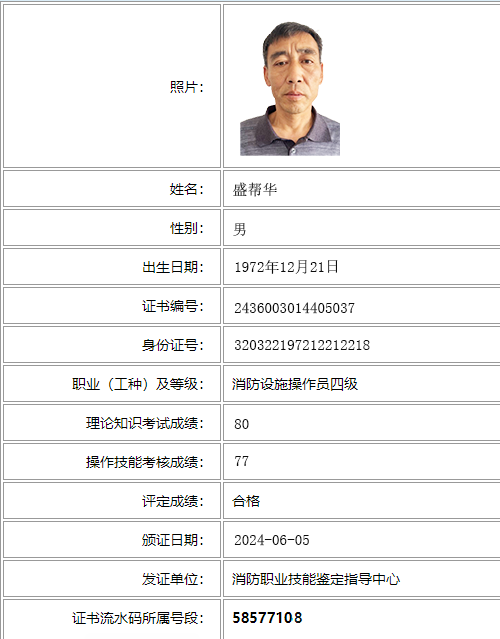 照片：
姓名： 盛帮华
性别： 男
出生日期： 1972年12月21日
证书编号： 2436003014405037
身份证号： 320322197212212218
职业（工种）及等级： 消防设施操作员四级
理论知识考试成绩： 80
操作技能考核成绩： 77
评定成绩： 合格
颁证日期： 2024-06-05
发证单位： 消防职业技能鉴定指导中心
证书流水码所属号段： 58577108